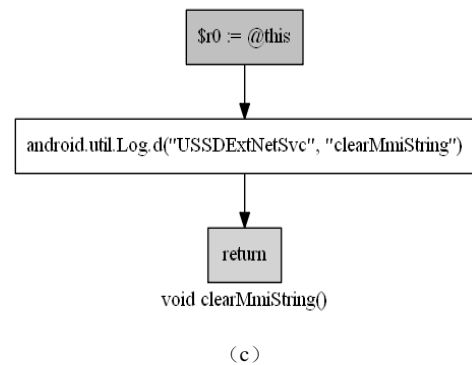 $r0 := @this
android.util.Log.d("USSDExtNetSvc", "clearMmiString")
return
void clearMmiString()
（c）